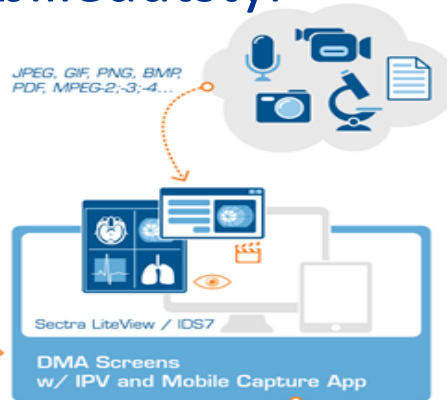 JPEG, GIF, PNG, BMP,
PDF, MPEG-2;-3;-4...
Sectra LiteView / IDS7
DMA Screens
w/ IPV and Mobile Capture App